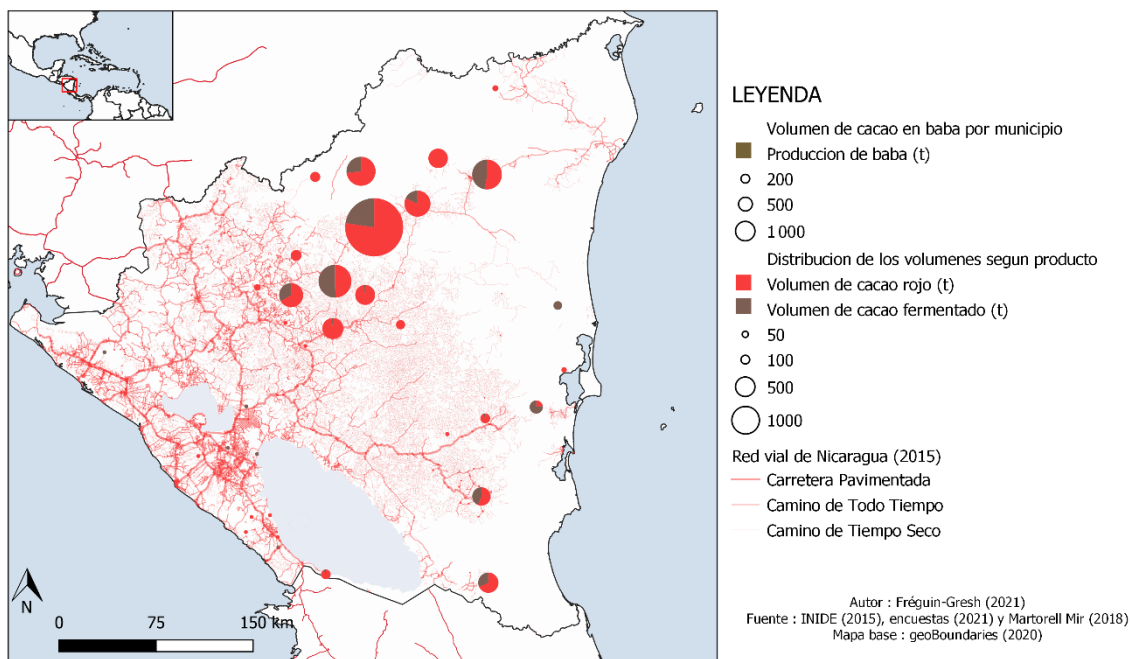 LEYENDA
Volumen de cacao en baba por municipio
Produccion de baba (t)
200
500
1 000
Distribucion de los volumenes segun producto
Volumen de cacao rojo (t)
Volumen de cacao fermentado (t)
50
100
500
1000
Red vial de Nicaragua (2015)
Carretera Pavimentada
Camino de Todo Tiempo
Camino de Tiempo Seco
N
0 75 150 km
Autor : Fréguin-Gresh (2021)
Fuente : INIDE (2015), encuestas (2021) y Martorell Mir (2018)
Mapa base : geoBoundaries (2020)